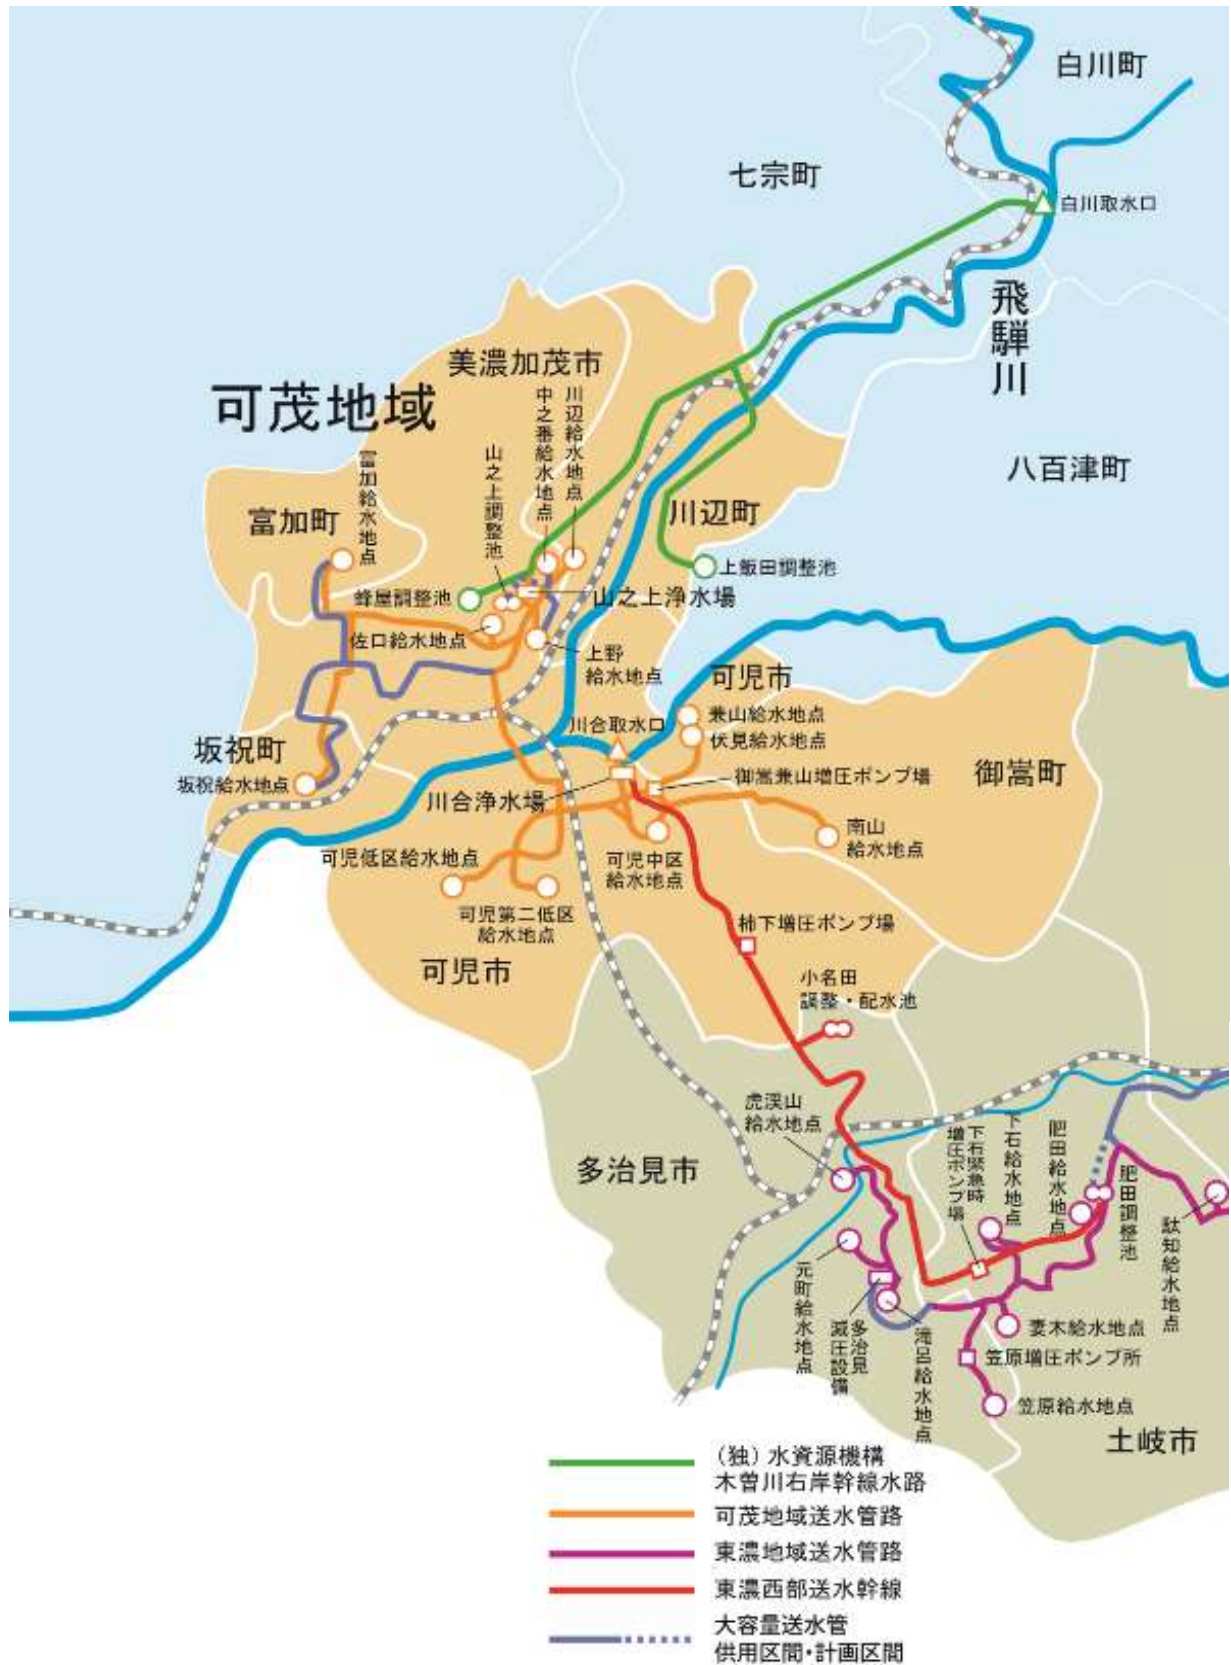 白川町
七宗町
白川取水口
飛騨川
美濃加茂市
可茂地域
川辺給水地点
中之番給水地点
山之上調整池
富加給水地点
八百津町
富加町
川辺町
上飯田調整池
蜂屋調整池
山之上浄水場
佐口給水地点
上野
給水地点
可児市
兼山給水地点
川合取水口
伏見給水地点
坂祝町
坂祝給水地点
御嵩兼山増圧ポンプ場
御嵩町
川合浄水場
南山
給水地点
可児低区給水地点
可児中区
給水地点
可児第二低区
給水地点
可児市
柿下増圧ポンプ場
小名田
調整・配水池
虎渓山
給水地点
下石緊急時
増圧ポンプ場
下石給水地点
肥田給水地点
肥田調整池
駄知給水地点
多治見市
元町給水地点
多治見
減圧設備
滝呂給水地点
妻木給水地点
笠原増圧ポンプ所
笠原給水地点
土岐市
(独)水資源機構
木曽川右岸幹線水路
可茂地域送水管路
東濃地域送水管路
東濃西部送水幹線
大容量送水管
供用区間・計画区間